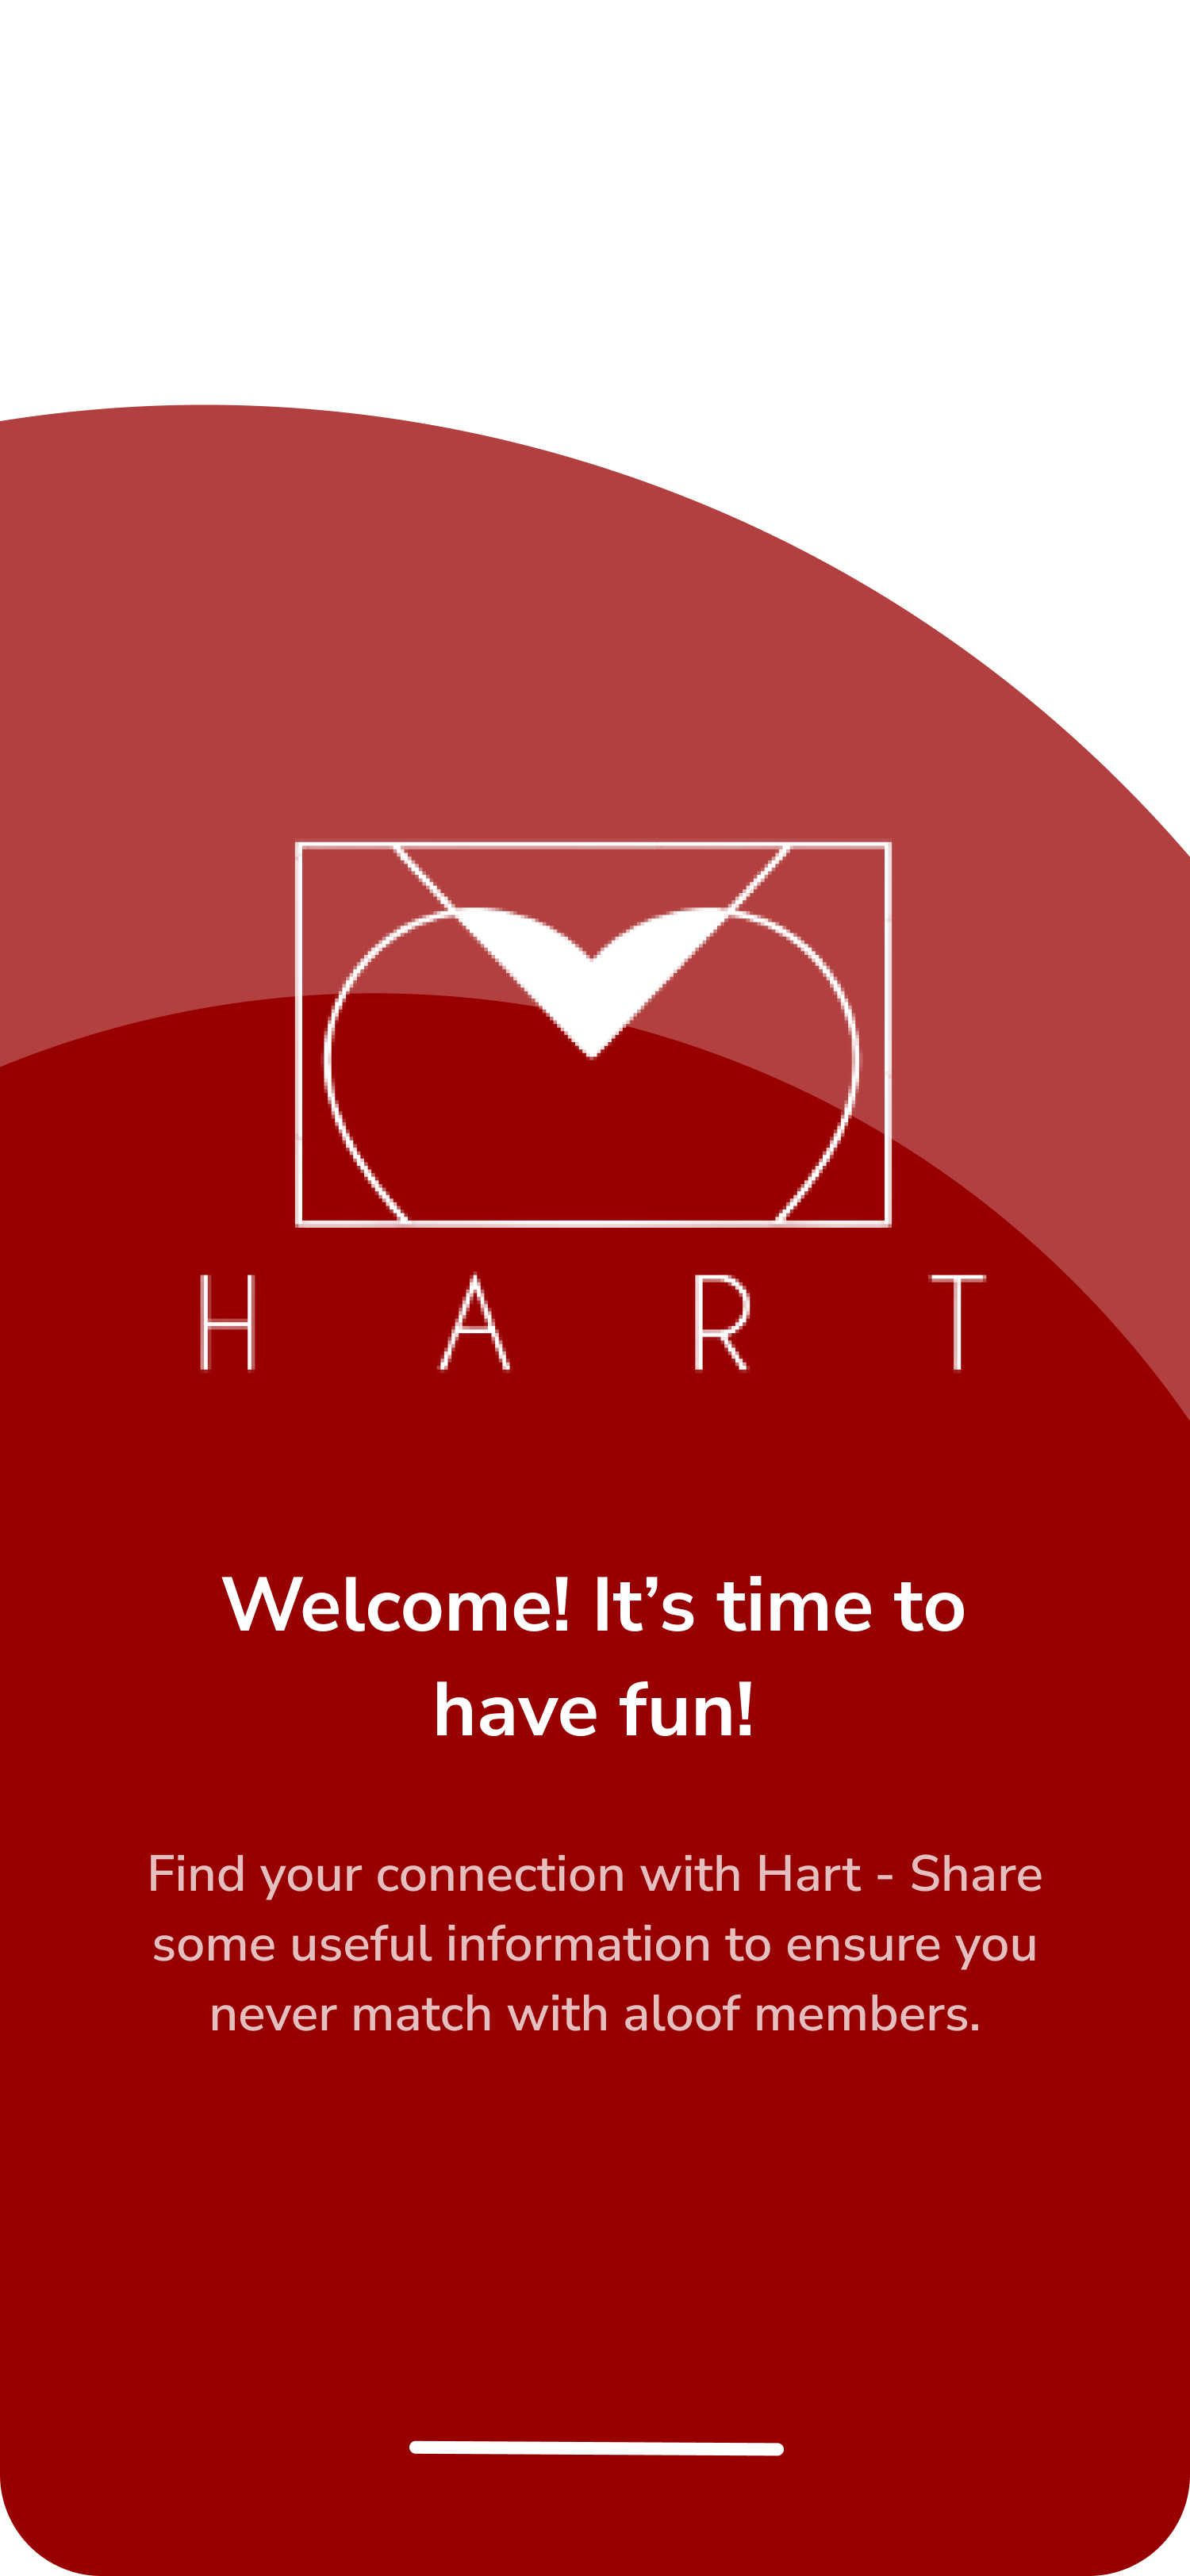 H A R T
Welcome! It’s time to
have fun!
Find your connection with Hart - Share
some useful information to ensure you
never match with aloof members.